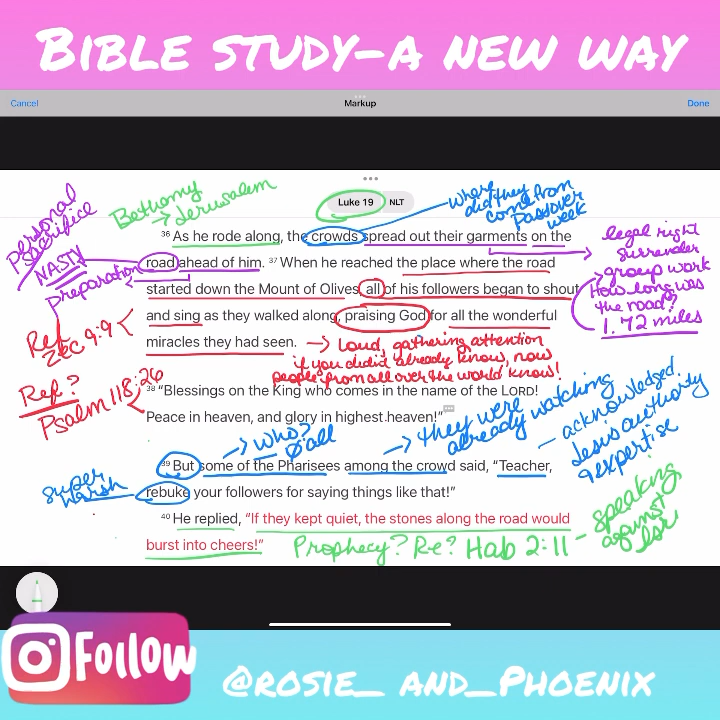 BIBLE STUDY-A NEW WAY
Cancel
Markup
Done
Luke 19 NLT
Bethomy
Jerusalem
where did they come from
Passover week
personal sacrifice
NASTY
preparation
36 As he rode along, the crowds spread out their garments on the
road ahead of him. 37 When he reached the place where the road
started down the Mount of Olives, all of his followers began to shout
and sing as they walked along, praising God for all the wonderful
miracles they had seen.
legal right
surrender
group work
How long was
the road?
1.72 miles
Ref
Zec 9:9
Loud, gathering attention
if you didid already know, now
people from all over the world know!
Ref?
Psalm 118:26
38 “Blessings on the King who comes in the name of the LORD!
Peace in heaven, and glory in highest heaven!”
who?
Ø all
they were
already watching
acknowledged
Jesus authority
& expertise
39 But some of the Pharisees among the crowd said, “Teacher,
rebuke your followers for saying things like that!”
super
harsh
40 He replied, “If they kept quiet, the stones along the road would
burst into cheers!”
Prophecy? Re? Hab 2:11 - speaking
against
Follow
@ROSIE_AND_PHOENIX